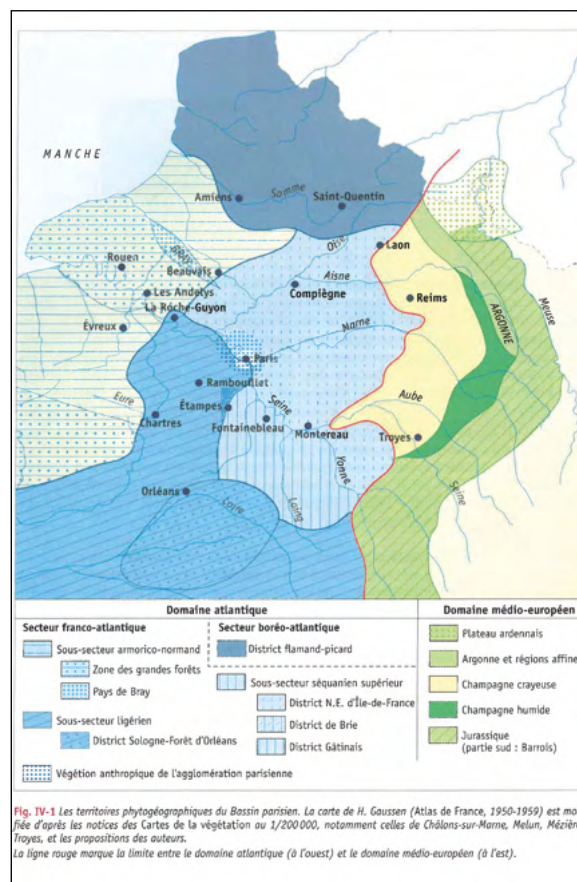 MANCHE
Amiens
Somme
Saint-Quentin
Oise
Laon
Rouen
Bray
Beauvais
Aisne
Les Andelys
Compiègne
Reims
La Roche-Guyon
ARGONNE
Meuse
Évreux
Marne
Paris
Rambouillet
Eure
Étampes
Seine
Aube
Chartres
Fontainebleau
Montereau
Troyes
Yonne
Orléans
Loire
Loing
Seine
Domaine atlantique
Secteur franco-atlantique
Sous-secteur armorico-normand
Zone des grandes forêts
Pays de Bray
Sous-secteur ligérien
District Sologne-Forêt d'Orléans
Végétion anthropique de l'agglomération parisienne
Secteur boréo-atlantique
District flamand-picard
Sous-secteur séquanien supérieur
District N.E. d'Île-de-France
District de Brie
District Gâtinais
Domaine médio-européen
Plateau ardennais
Argonne et régions affine
Champagne crayeuse
Champagne humide
Jurassique
(partie sud : Barrois)
Fig. IV-1 Les territoires phytogéographiques du Bassin parisien. La carte de H. Gaussen (Atlas de France, 1950-1959) est mo-
fiée d'après les notices des Cartes de la végétation au 1/200000, notamment celles de Châlons-sur-Marne, Melun, Mézièr
Troyes, et les propositions des auteurs.
La ligne rouge marque la limite entre le domaine atlantique (à l'ouest) et le domaine médio-européen (à l'est).